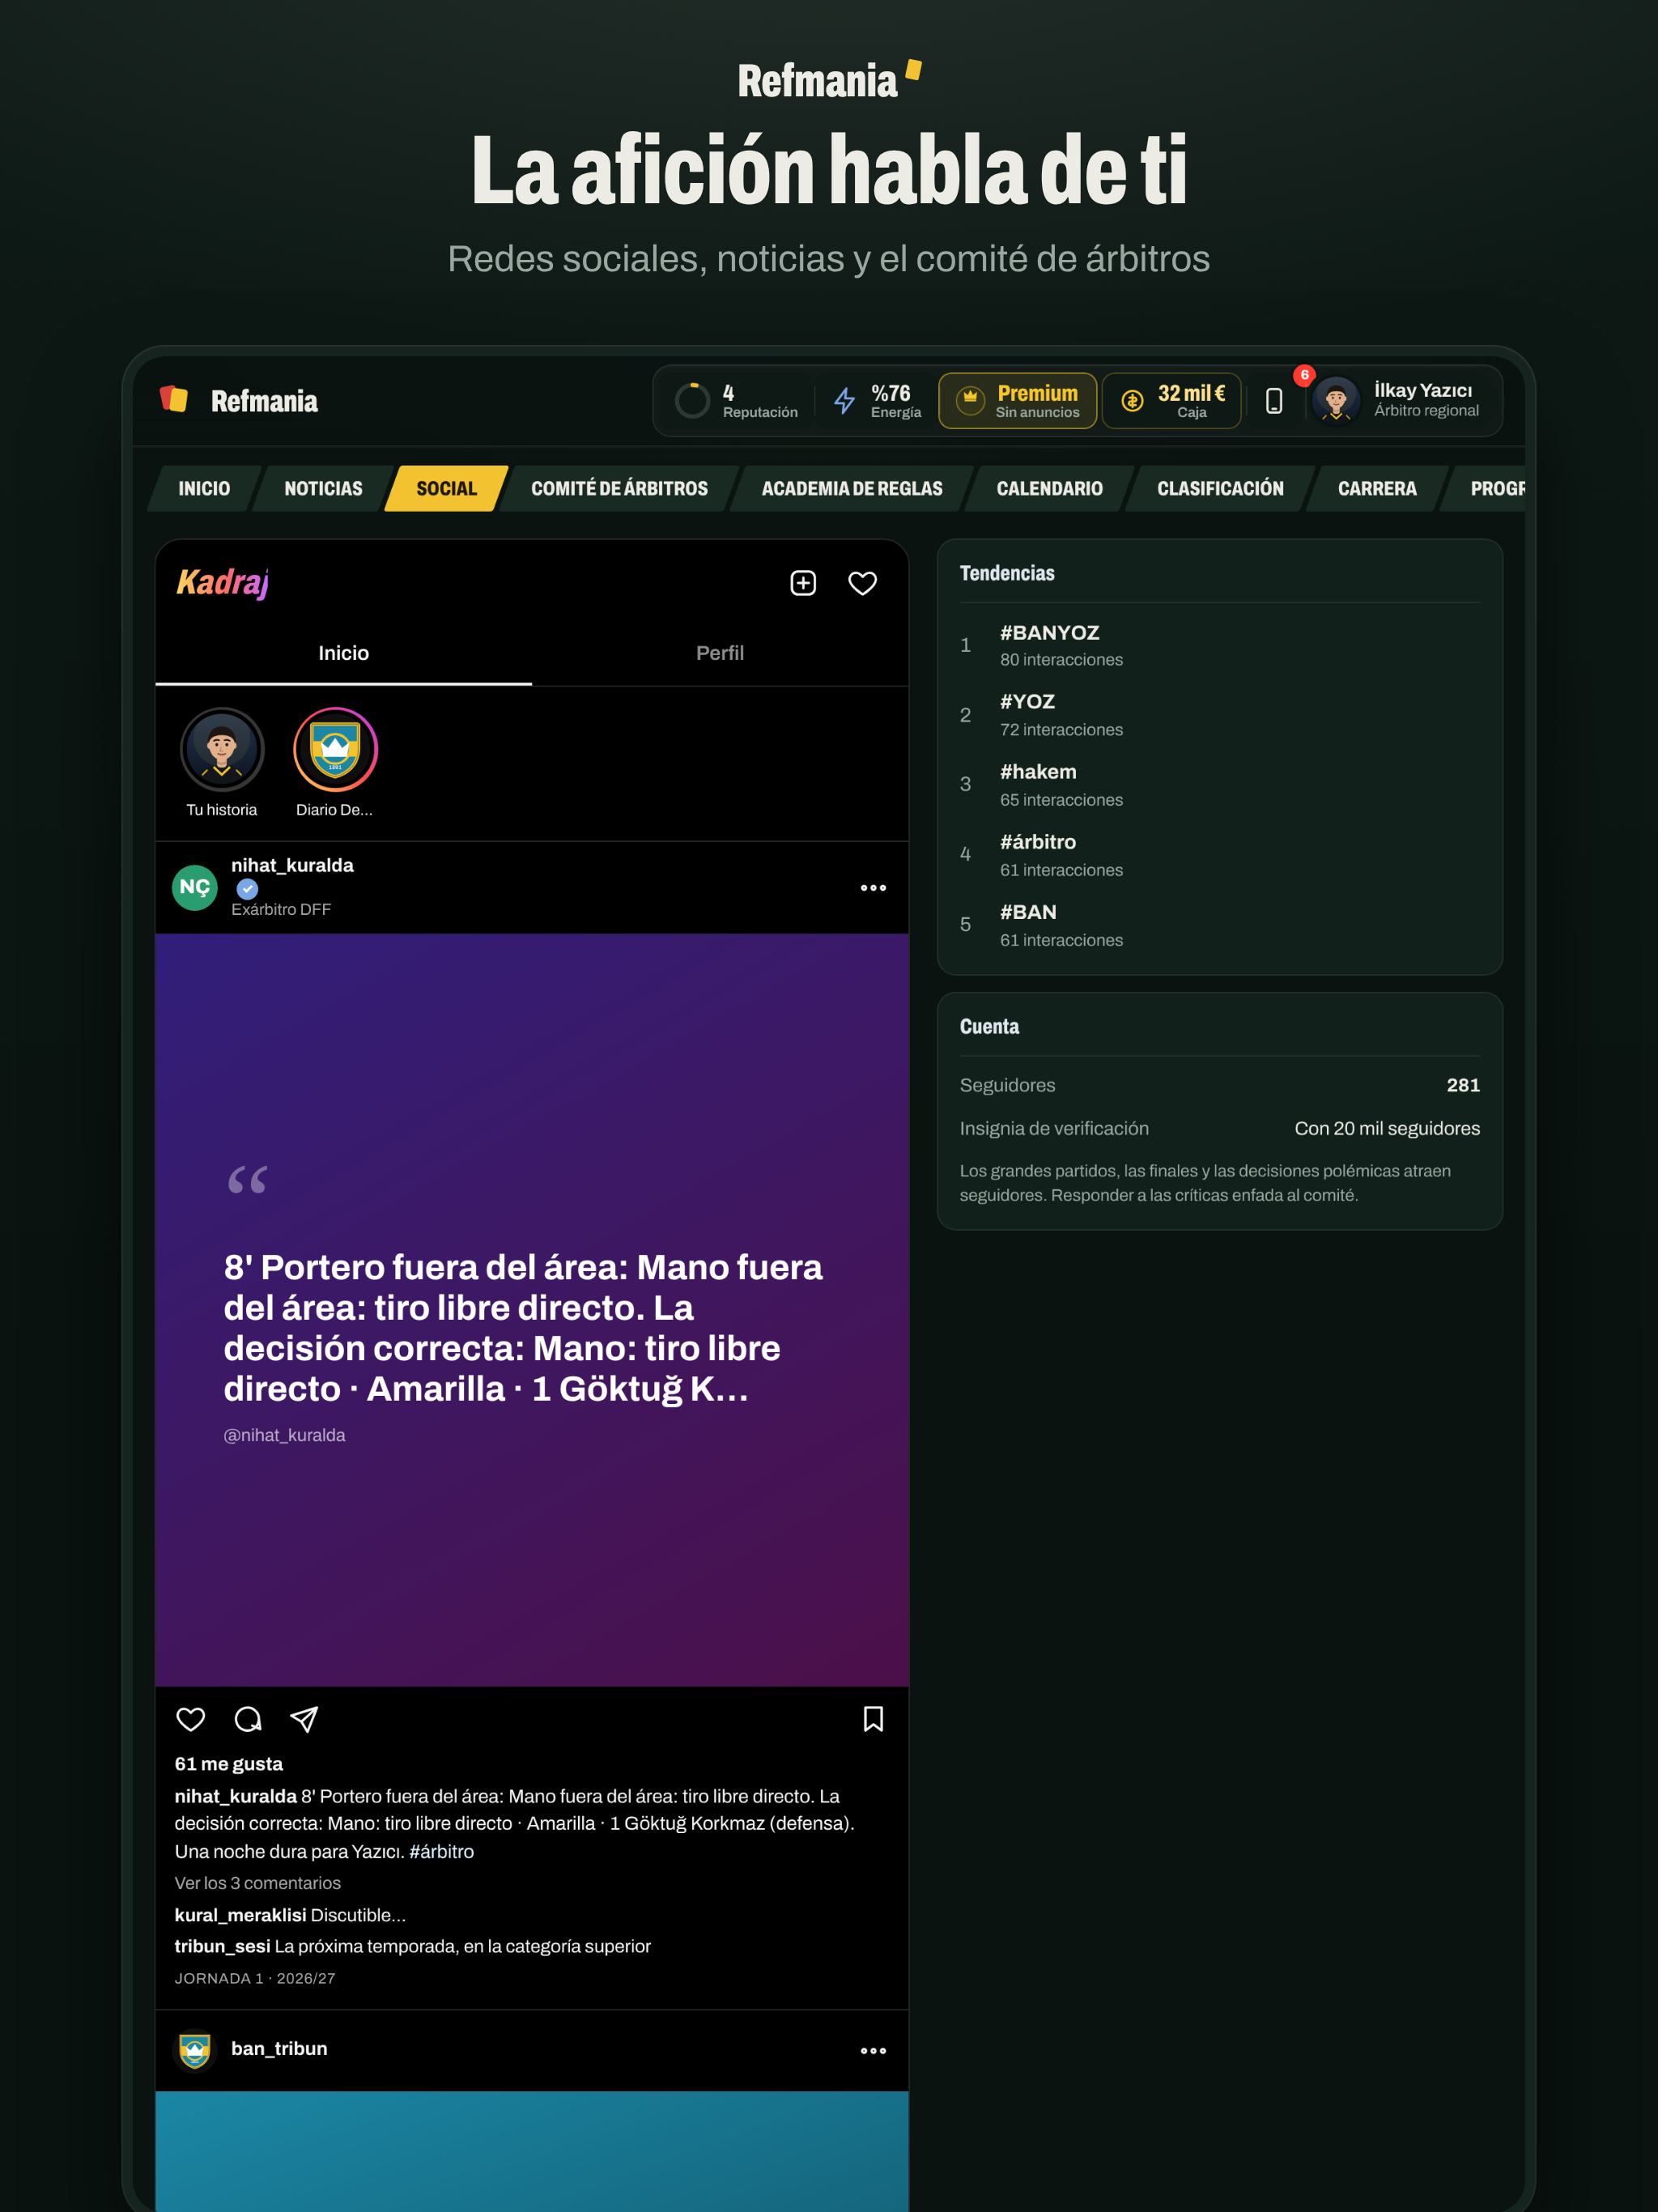 Refmania
La afición habla de ti
Redes sociales, noticias y el comité de árbitros
Refmania
4
Reputación
%76
Energía
Premium
Sin anuncios
32 mil €
Caja
6
İlkay Yazıcı
Árbitro regional
INICIO
NOTICIAS
SOCIAL
COMITÉ DE ÁRBITROS
ACADEMIA DE REGLAS
CALENDARIO
CLASIFICACIÓN
CARRERA
PROGR
Kadraj
Inicio
Perfil
Tu historia
Diario De...
NÇ
nihat_kuralda
Exárbitro DFF
“
8' Portero fuera del área: Mano fuera
del área: tiro libre directo. La
decisión correcta: Mano: tiro libre
directo · Amarilla · 1 Göktuğ K...
@nihat_kuralda
61 me gusta
nihat_kuralda 8' Portero fuera del área: Mano fuera del área: tiro libre directo. La
decisión correcta: Mano: tiro libre directo · Amarilla · 1 Göktuğ Korkmaz (defensa).
Una noche dura para Yazıcı. #árbitro
Ver los 3 comentarios
kural_meraklisi Discutible...
tribun_sesi La próxima temporada, en la categoría superior
JORNADA 1 · 2026/27
ban_tribun
Tendencias
1
#BANYOZ
80 interacciones
2
#YOZ
72 interacciones
3
#hakem
65 interacciones
4
#árbitro
61 interacciones
5
#BAN
61 interacciones
Cuenta
Seguidores
281
Insignia de verificación
Con 20 mil seguidores
Los grandes partidos, las finales y las decisiones polémicas atraen
seguidores. Responder a las críticas enfada al comité.